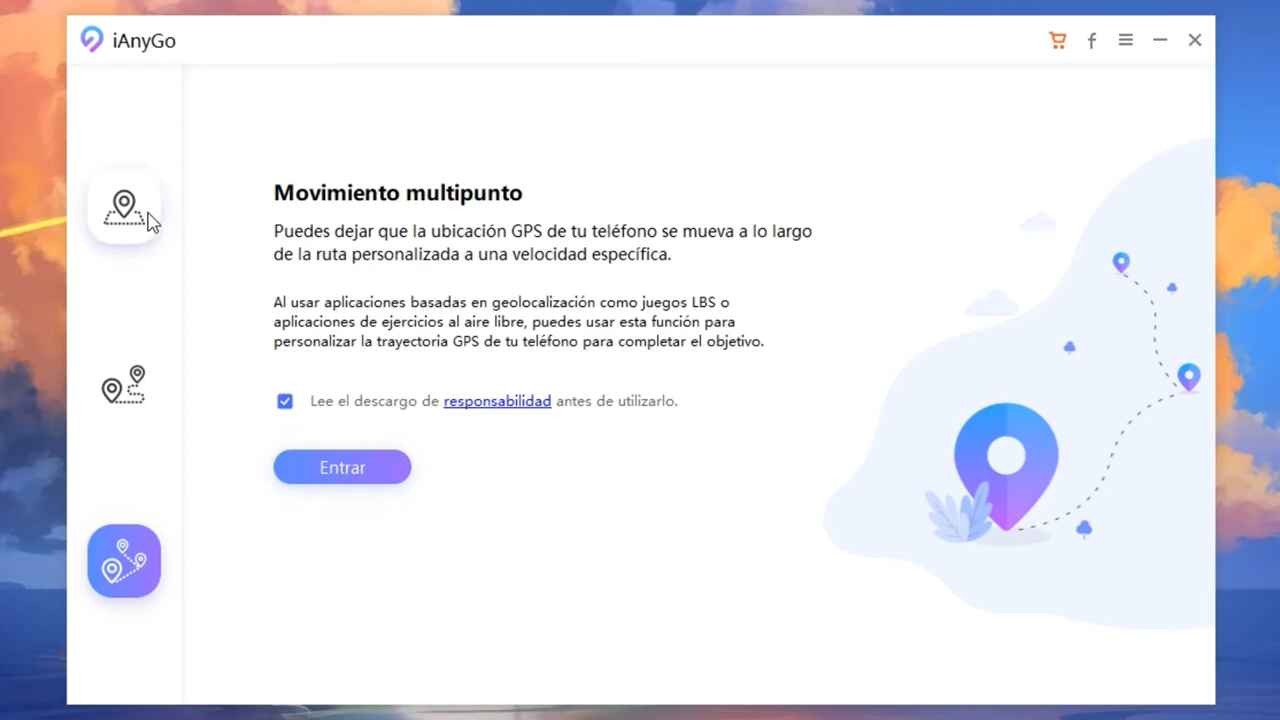 iAnyGo
Movimiento multipunto
Puedes dejar que la ubicación GPS de tu teléfono se mueva a lo largo
de la ruta personalizada a una velocidad específica.
Al usar aplicaciones basadas en geolocalización como juegos LBS o
aplicaciones de ejercicios al aire libre, puedes usar esta función para
personalizar la trayectoria GPS de tu teléfono para completar el objetivo.
Lee el descargo de responsabilidad antes de utilizarlo.
Entrar